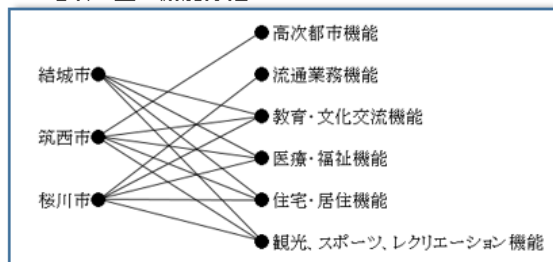 高次都市機能
結城市
流通業務機能
教育・文化交流機能
筑西市
医療・福祉機能
桜川市
住宅・居住機能
観光、スポーツ、レクリエーション機能